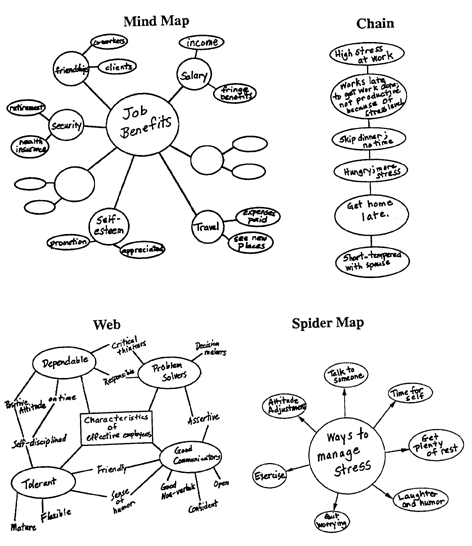 Mind Map
co-workers
clients
friendship
income
Salary
fringe
benefits
retirement
Security
health
insurance
Job
Benefits
Self-
esteem
promotion
appreciated
Travel
expenses
paid
see new
places
Chain
High stress
at work
Works late
to get work done;
not productive
because of
stress level
Skip dinner;
no time
Hungry; more
stress
Get home
late.
Short-tempered
with spouse
Web
Dependable
Critical
thinkers
Responsible
Problem
Solvers
Decision
makers
Positive
Attitude
on time
Self-disciplined
Characteristics
of
effective employees
Assertive
Tolerant
Friendly
Sense
of
humor
Good
Communicators
Good
Non-verbals
Open
Confident
Mature
Flexible
Spider Map
Talk to
someone
Time for
self
Attitude
Adjustment
Ways to
manage
stress
Get
plenty
of rest
Exercise
Laughter
and humor
Quit
worrying